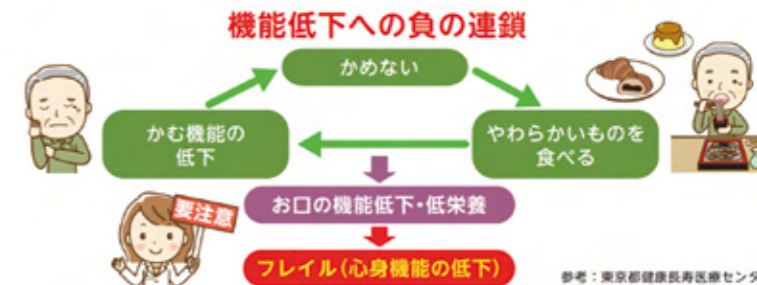 機能低下への負の連鎖
かめない
かむ機能の
低下
やわらかいものを
食べる
要注意
お口の機能低下・低栄養
フレイル(心身機能の低下)
参考：東京都健康長寿医療センタ